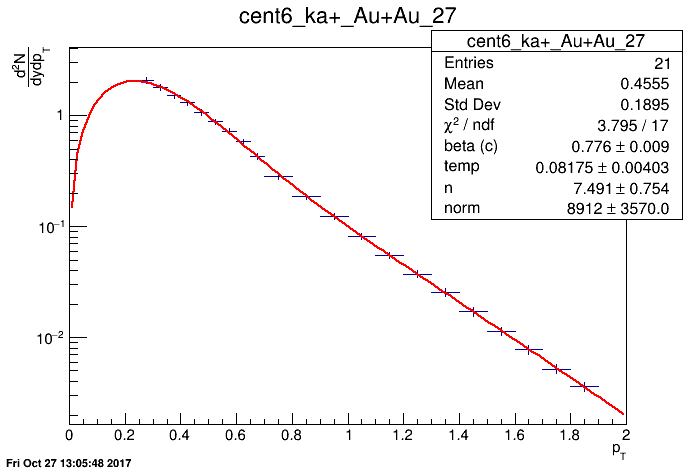 cent6_ka+_Au+Au_27
cent6_ka+_Au+Au_27
Entries 21
Mean 0.4555
Std Dev 0.1895
χ² / ndf 3.795 / 17
beta (c) 0.776 ± 0.009
temp 0.08175 ± 0.00403
n 7.491 ± 0.754
norm 8912 ± 3570.0
d²N
dydp_T
1
10⁻¹
10⁻²
0 0.2 0.4 0.6 0.8 1 1.2 1.4 1.6 1.8 2
p_T
Fri Oct 27 13:05:48 2017